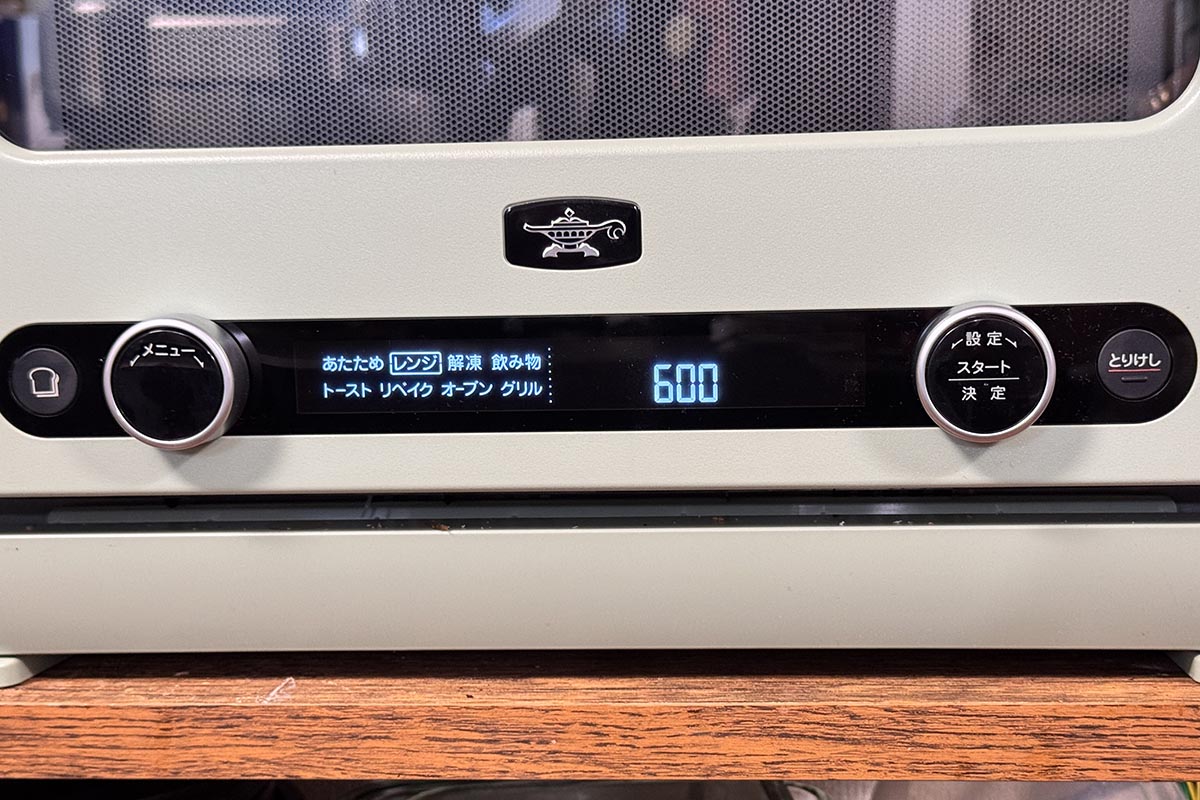 メニュー
あたため レンジ 解凍 飲み物
トースト リベイク オーブン グリル
600
設定
スタート
決定
とりけし